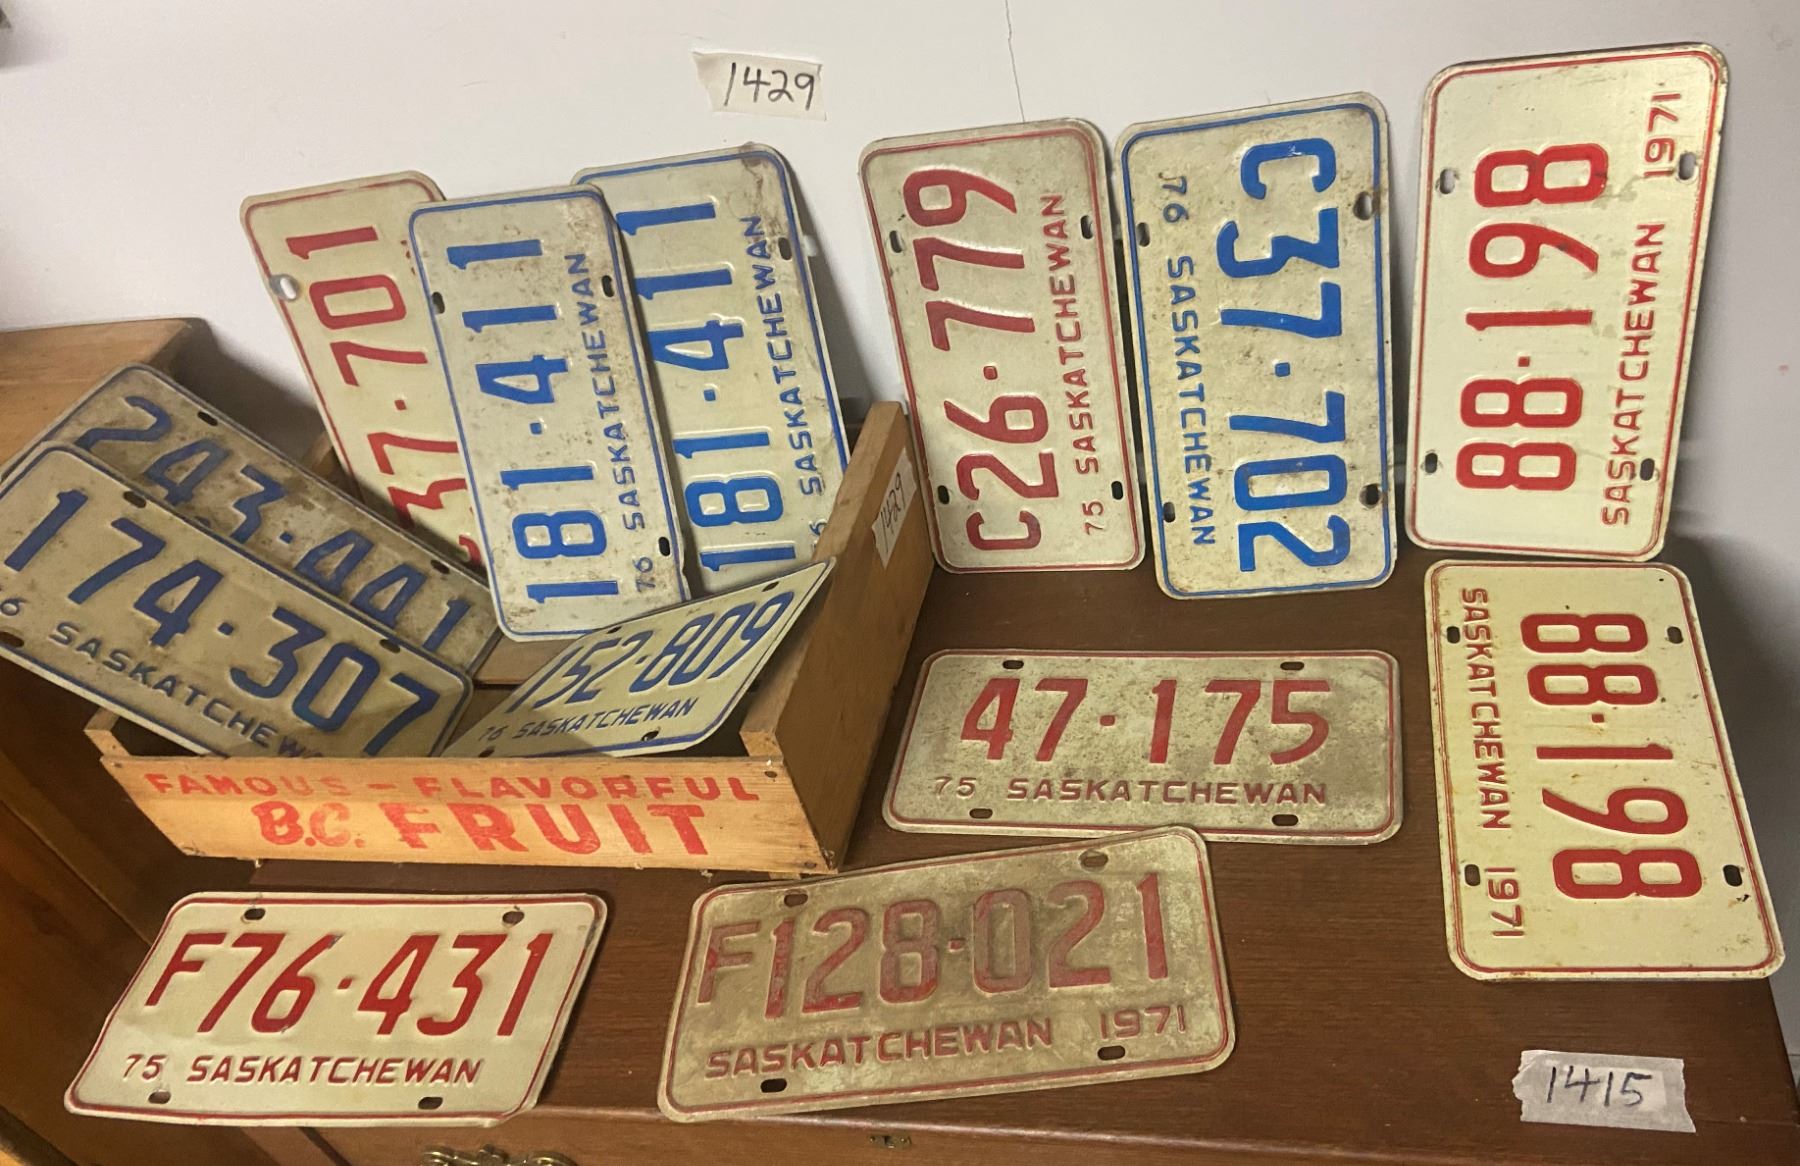 1429
37·701
181·411
76 SASKATCHEWAN
181·411
SASKATCHEWAN
C26·779
75 SASKATCHEWAN
C37·702
76 SASKATCHEWAN
88·198
SASKATCHEWAN 1971
243·441
174·307
SASKATCHEW
152·809
76 SASKATCHEWAN
1429
FAMOUS - FLAVORFUL
B.C. FRUIT
47·175
75 SASKATCHEWAN
88·198
SASKATCHEWAN 1971
F76·431
75 SASKATCHEWAN
F128·021
SASKATCHEWAN 1971
1415